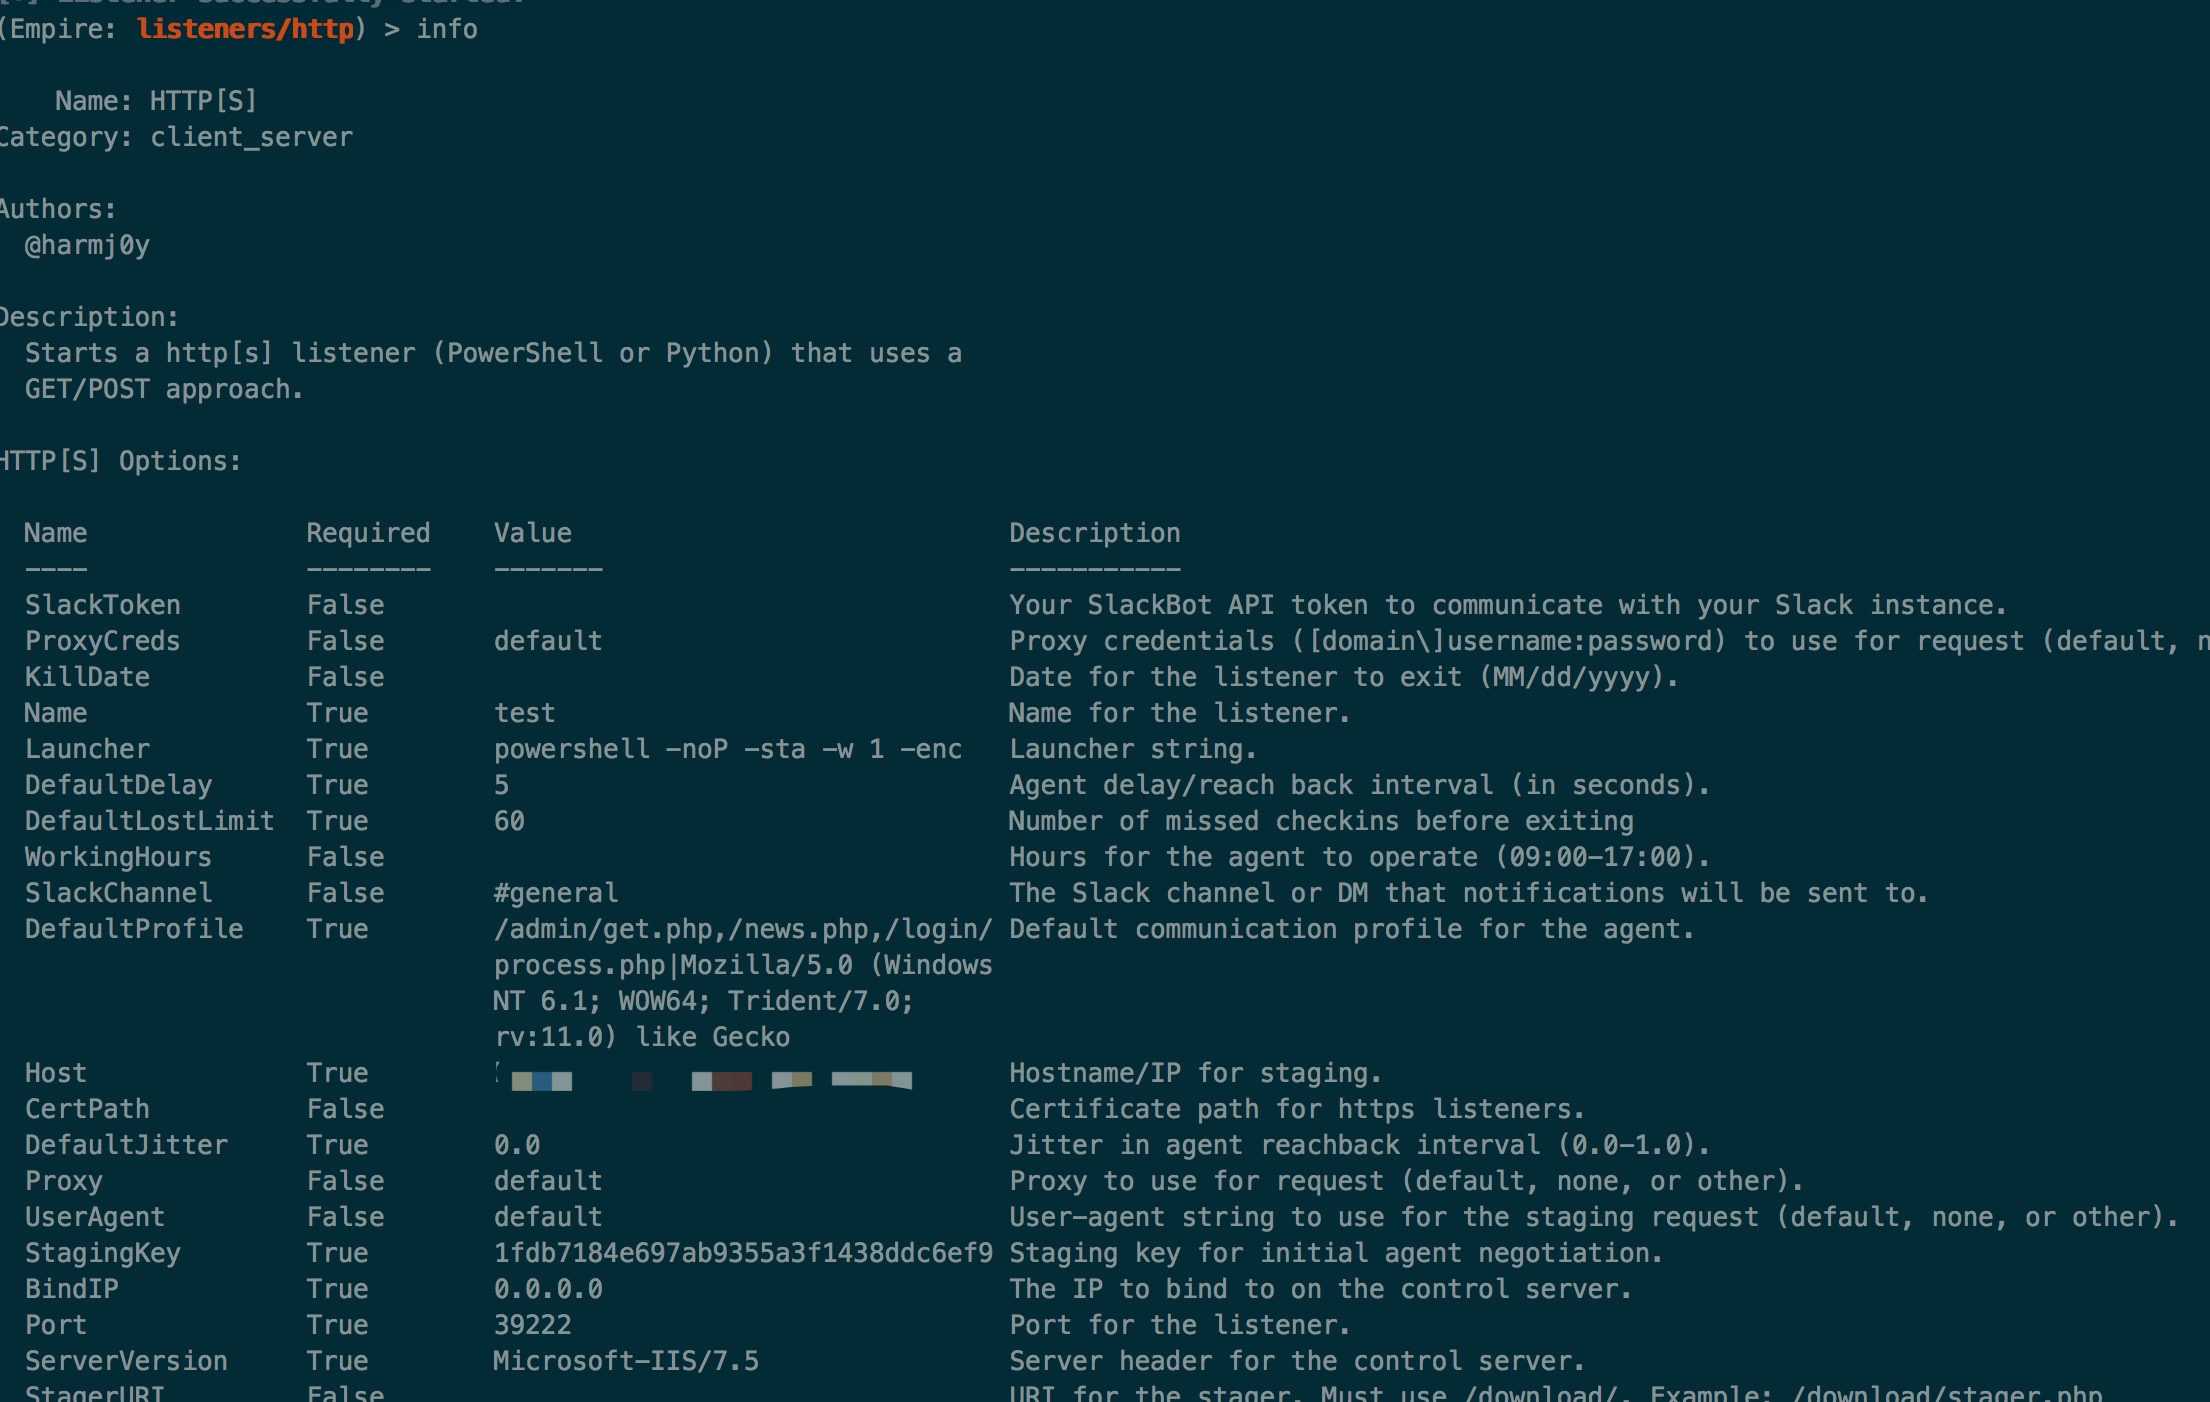 Listener successfully started!
(Empire: listeners/http) > info
Name: HTTP[S]
Category: client_server
Authors:
@harmj0y
Description:
Starts a http[s] listener (PowerShell or Python) that uses a
GET/POST approach.
HTTP[S] Options:
Name Required Value Description
---- -------- ------- -----------
SlackToken False Your SlackBot API token to communicate with your Slack instance.
ProxyCreds False default Proxy credentials ([domain\]username:password) to use for request (default, n
KillDate False Date for the listener to exit (MM/dd/yyyy).
Name True test Name for the listener.
Launcher True powershell -noP -sta -w 1 -enc Launcher string.
DefaultDelay True 5 Agent delay/reach back interval (in seconds).
DefaultLostLimit True 60 Number of missed checkins before exiting
WorkingHours False Hours for the agent to operate (09:00-17:00).
SlackChannel False #general The Slack channel or DM that notifications will be sent to.
DefaultProfile True /admin/get.php,/news.php,/login/ Default communication profile for the agent.
process.php|Mozilla/5.0 (Windows
NT 6.1; WOW64; Trident/7.0;
rv:11.0) like Gecko
Host True Hostname/IP for staging.
CertPath False Certificate path for https listeners.
DefaultJitter True 0.0 Jitter in agent reachback interval (0.0-1.0).
Proxy False default Proxy to use for request (default, none, or other).
UserAgent False default User-agent string to use for the staging request (default, none, or other).
StagingKey True 1fdb7184e697ab9355a3f1438ddc6ef9 Staging key for initial agent negotiation.
BindIP True 0.0.0.0 The IP to bind to on the control server.
Port True 39222 Port for the listener.
ServerVersion True Microsoft-IIS/7.5 Server header for the control server.
StagerURI False URI for the stager. Must use /download/. Example: /download/stager.php